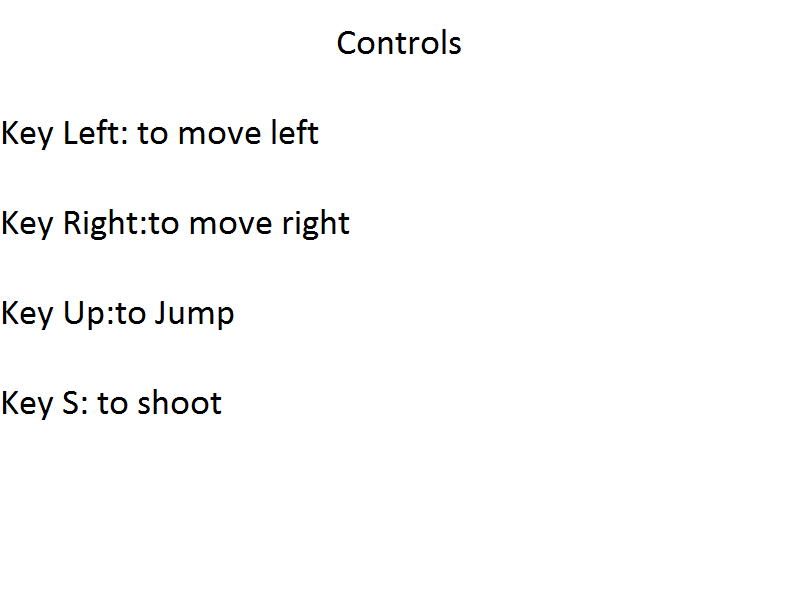 Controls
Key Left: to move left
Key Right:to move right
Key Up:to Jump
Key S: to shoot